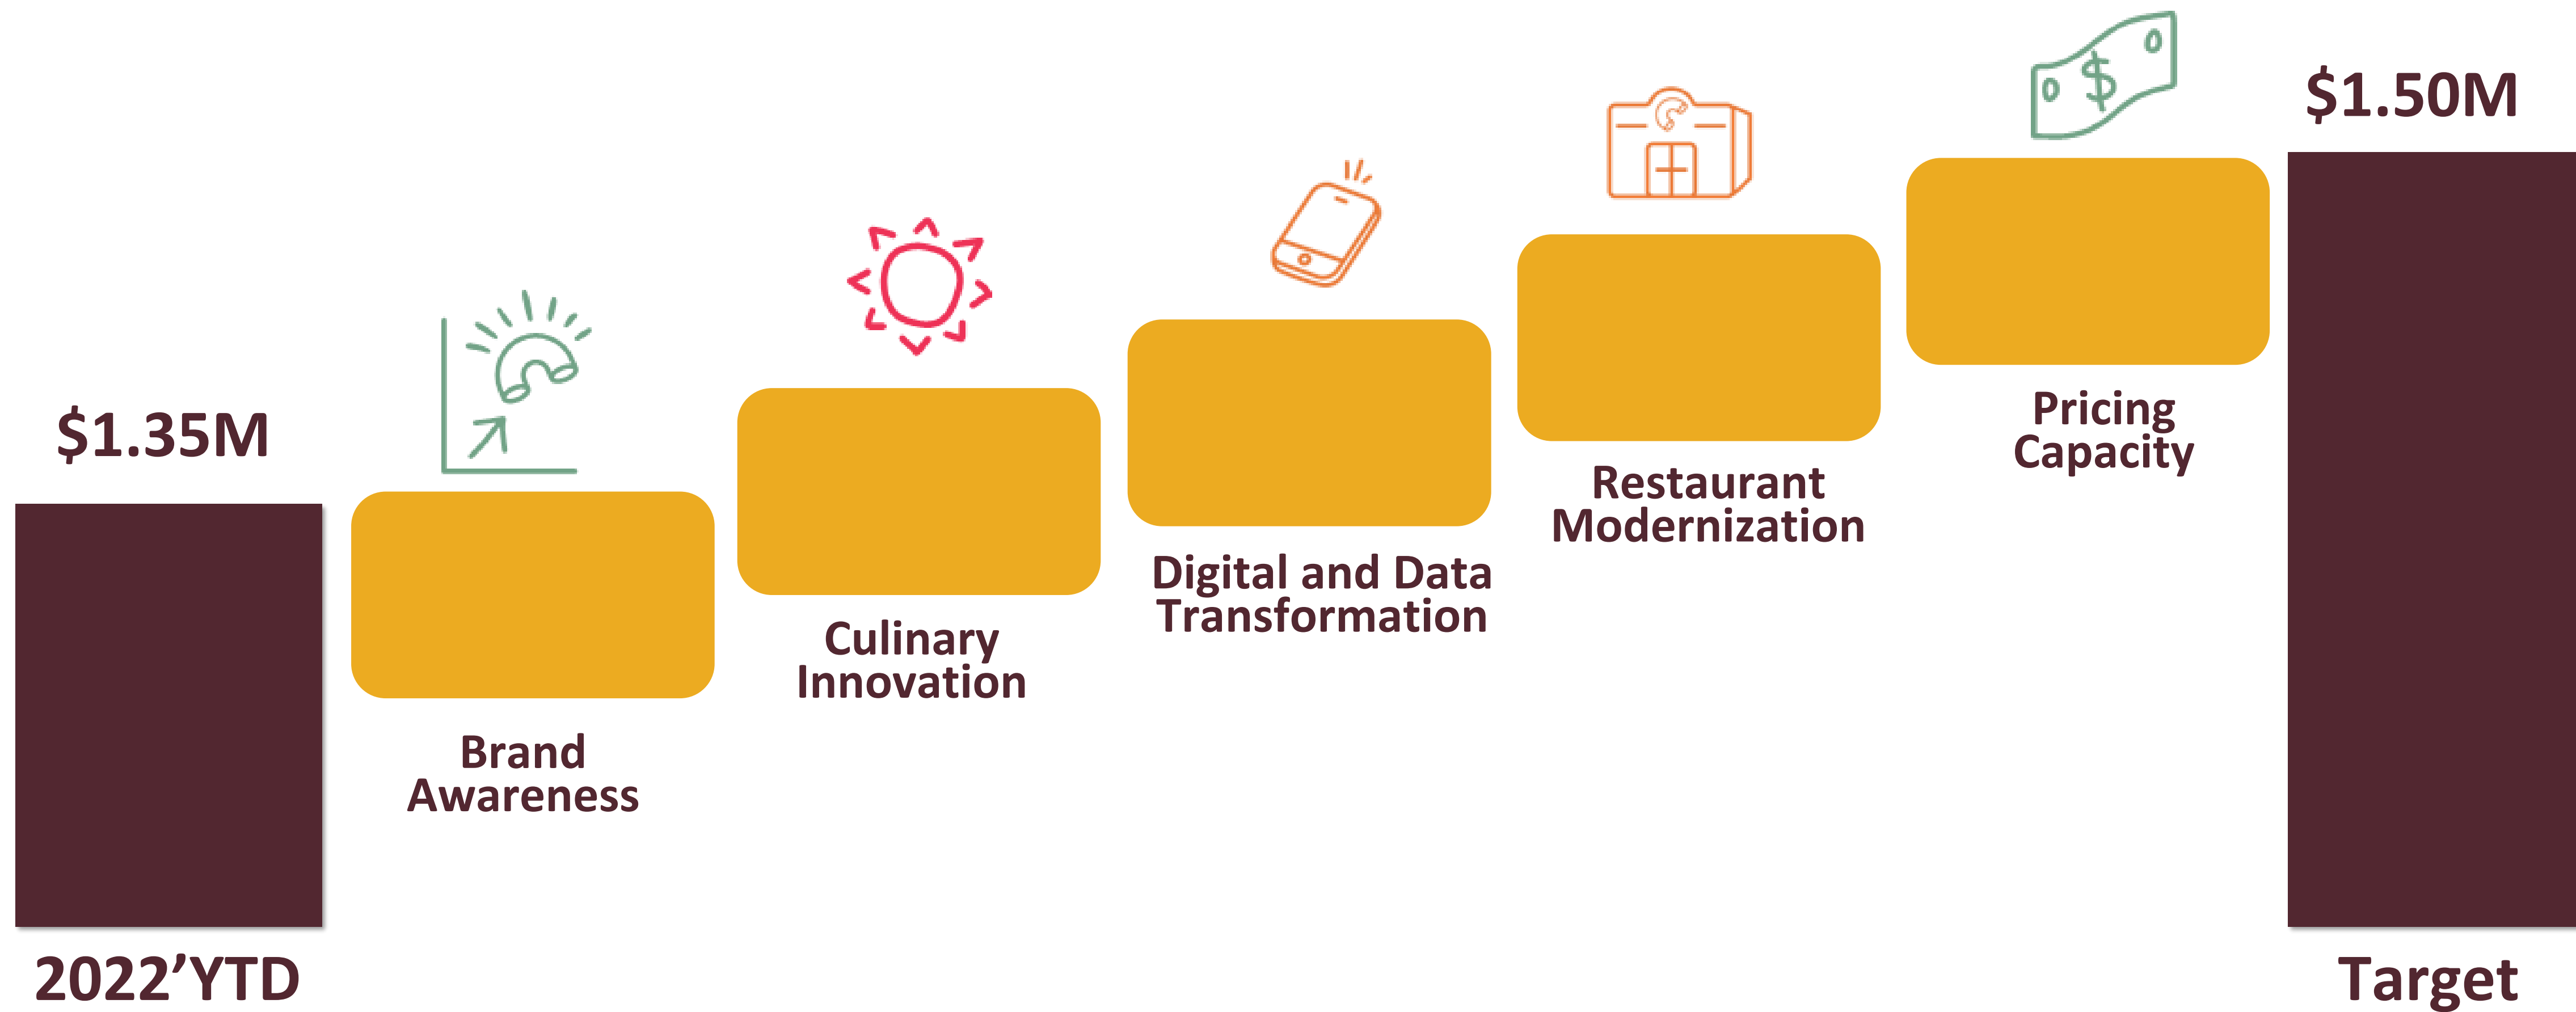 $1.35M
2022’YTD
Brand
Awareness
Culinary
Innovation
Digital and Data
Transformation
Restaurant
Modernization
Pricing
Capacity
$1.50M
Target